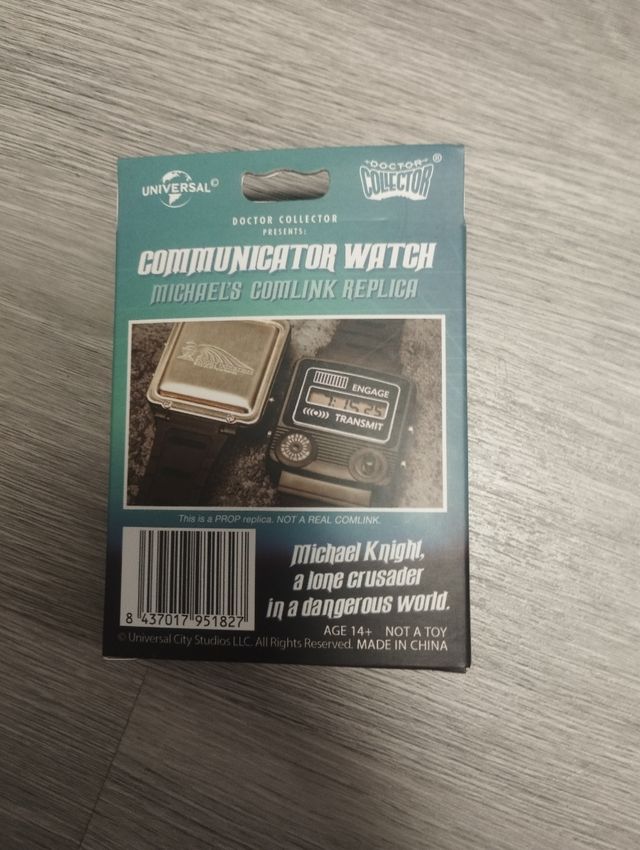 UNIVERSAL©
DOCTOR
COLLECTOR®
DOCTOR COLLECTOR
PRESENTS:
COMMUNICATOR WATCH
MICHAEL'S COMLINK REPLICA
ENGAGE
TRANSMIT
This is a PROP replica. NOT A REAL COMLINK.
Michael Knight,
a lone crusader
in a dangerous world.
8 437017 951827
AGE 14+ NOT A TOY
© Universal City Studios LLC. All Rights Reserved. MADE IN CHINA